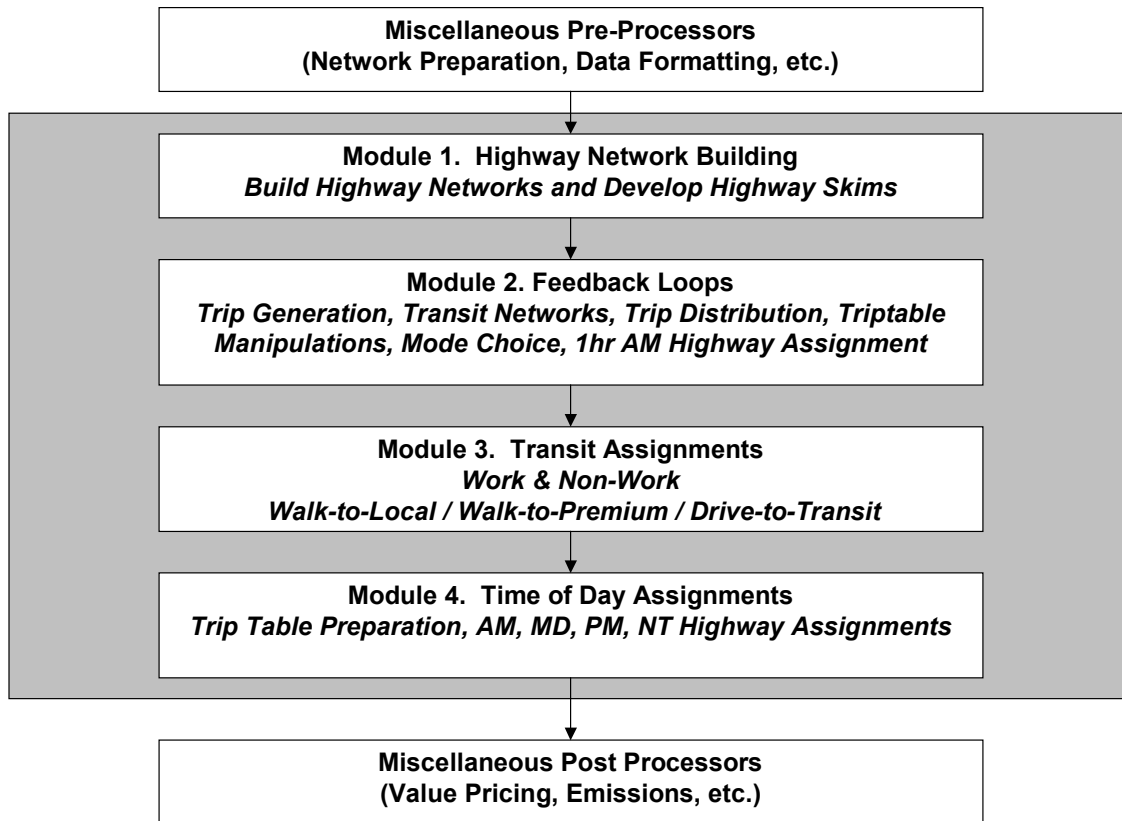 Miscellaneous Pre-Processors
(Network Preparation, Data Formatting, etc.)
Module 1.  Highway Network Building
Build Highway Networks and Develop Highway Skims
Module 2. Feedback Loops
Trip Generation, Transit Networks, Trip Distribution, Triptable
Manipulations, Mode Choice, 1hr AM Highway Assignment
Module 3.  Transit Assignments
Work & Non-Work
Walk-to-Local / Walk-to-Premium / Drive-to-Transit
Module 4.  Time of Day Assignments
Trip Table Preparation, AM, MD, PM, NT Highway Assignments
Miscellaneous Post Processors
(Value Pricing, Emissions, etc.)